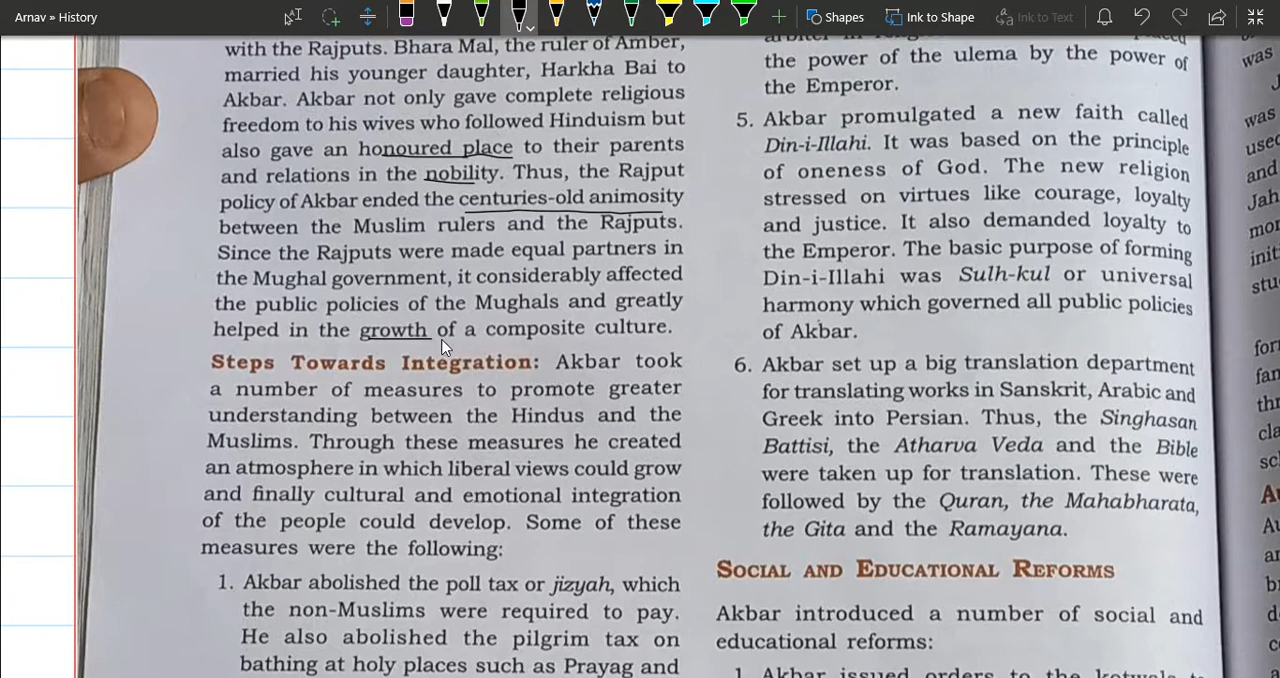 Arnav » History
Shapes
Ink to Shape
Ink to Text
with the Rajputs. Bhara Mal, the ruler of Amber,
married his younger daughter, Harkha Bai to
Akbar. Akbar not only gave complete religious
freedom to his wives who followed Hinduism but
also gave an honoured place to their parents
and relations in the nobility. Thus, the Rajput
policy of Akbar ended the centuries-old animosity
between the Muslim rulers and the Rajputs.
Since the Rajputs were made equal partners in
the Mughal government, it considerably affected
the public policies of the Mughals and greatly
helped in the growth of a composite culture.
Steps Towards Integration: Akbar took
a number of measures to promote greater
understanding between the Hindus and the
Muslims. Through these measures he created
an atmosphere in which liberal views could grow
and finally cultural and emotional integration
of the people could develop. Some of these
measures were the following:
1. Akbar abolished the poll tax or jizyah, which
the non-Muslims were required to pay.
He also abolished the pilgrim tax on
bathing at holy places such as Prayag and
the power of the ulema by the power of
the Emperor.
5. Akbar promulgated a new faith called
Din-i-Illahi. It was based on the principle
of oneness of God. The new religion
stressed on virtues like courage, loyalty
and justice. It also demanded loyalty to
the Emperor. The basic purpose of forming
Din-i-Illahi was Sulh-kul or universal
harmony which governed all public policies
of Akbar.
6. Akbar set up a big translation department
for translating works in Sanskrit, Arabic and
Greek into Persian. Thus, the Singhasan
Battisi, the Atharva Veda and the Bible
were taken up for translation. These were
followed by the Quran, the Mahabharata,
the Gita and the Ramayana.
SOCIAL AND EDUCATIONAL REFORMS
Akbar introduced a number of social and
educational reforms:
1. Akbar issued orders to the kotwals to
was
was
and